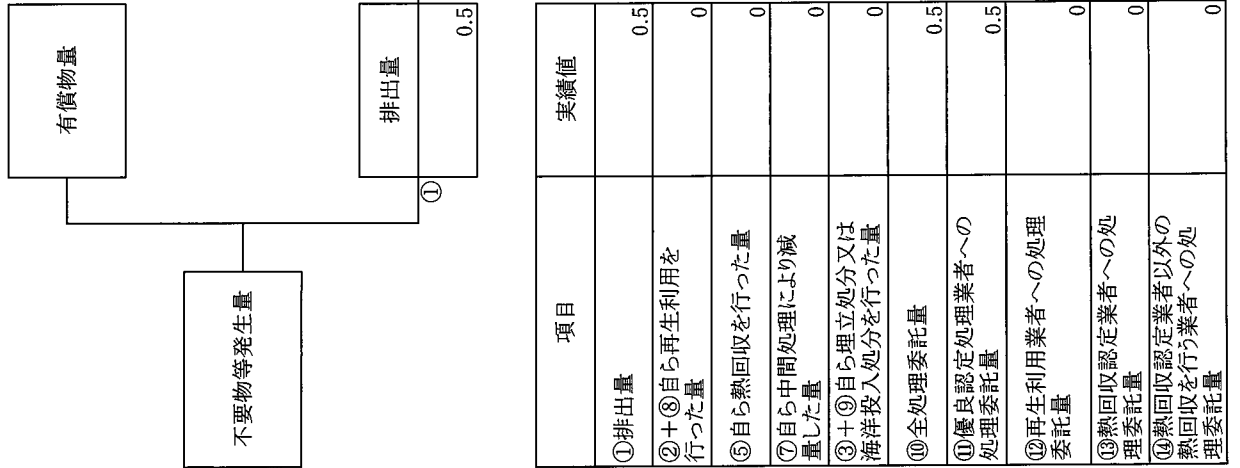 有償物量
不要物等発生量
排出量
①
0.5
項目
実績値
①排出量
0.5
②+⑧自ら再生利用を
行った量
0
⑤自ら熱回収を行った量
0
⑦自ら中間処理により減
量した量
0
③+⑨自ら埋立処分又は
海洋投入処分を行った量
0
⑩全処理委託量
0.5
⑪優良認定処理業者への
処理委託量
0.5
⑫再生利用業者への処理
委託量
0
⑬熱回収認定業者への処
理委託量
0
⑭熱回収認定業者以外の
熱回収を行う業者への処
理委託量
0